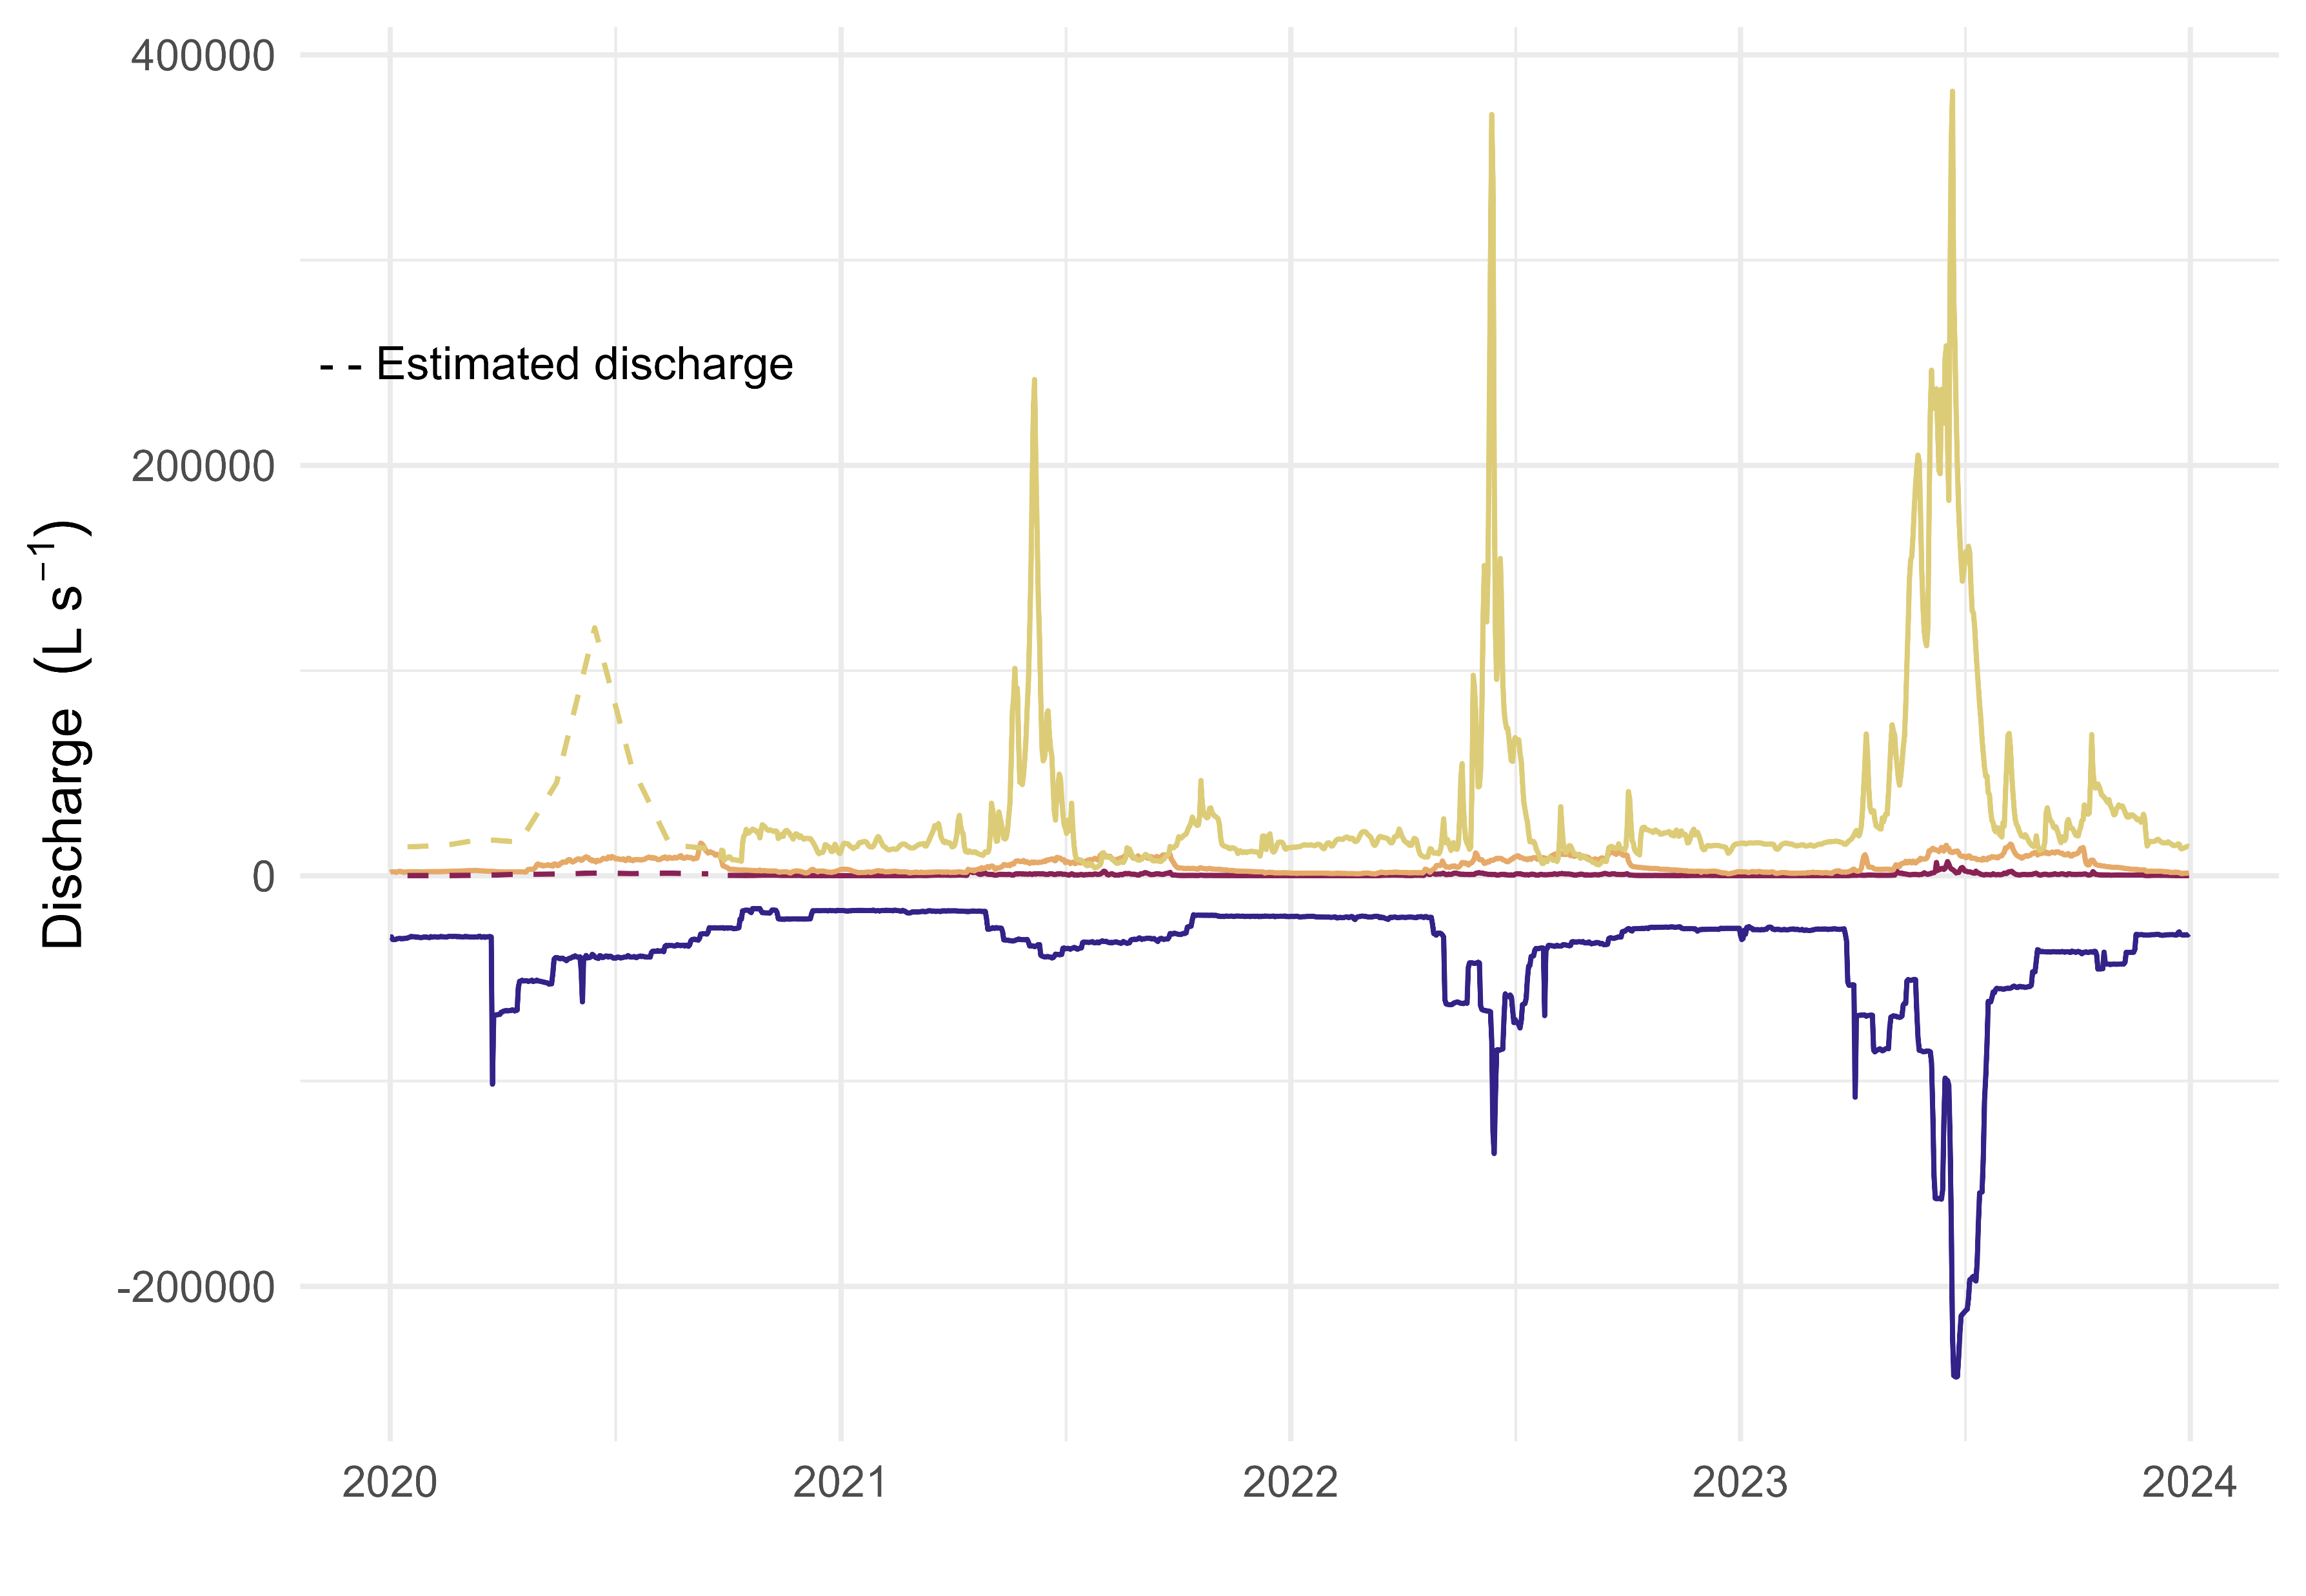 400000
200000
0
-200000
Discharge (L s⁻¹)
- - Estimated discharge
2020 2021 2022 2023 2024